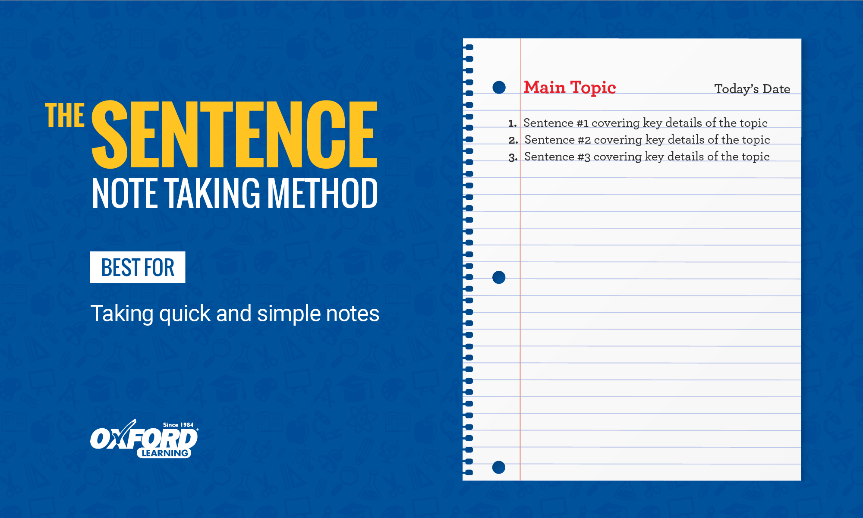 THE SENTENCE
NOTE TAKING METHOD
BEST FOR
Taking quick and simple notes
Since 1984
OXFORD
LEARNING
Main Topic
Today's Date
1. Sentence #1 covering key details of the topic
2. Sentence #2 covering key details of the topic
3. Sentence #3 covering key details of the topic